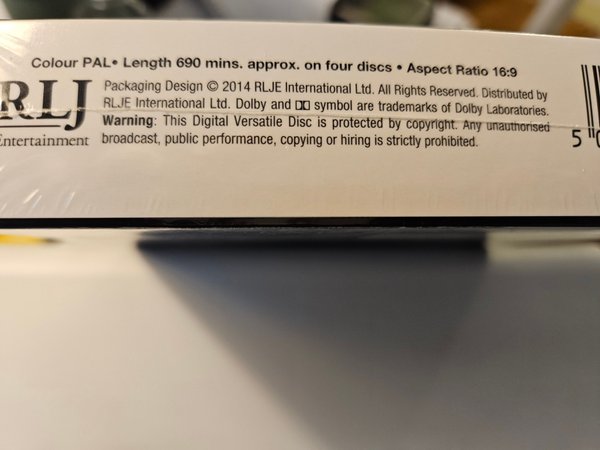 Colour PAL• Length 690 mins. approx. on four discs • Aspect Ratio 16:9
RLJ
Entertainment
Packaging Design © 2014 RLJE International Ltd. All Rights Reserved. Distributed by
RLJE International Ltd. Dolby and symbol are trademarks of Dolby Laboratories.
Warning: This Digital Versatile Disc is protected by copyright. Any unauthorised
broadcast, public performance, copying or hiring is strictly prohibited.
5